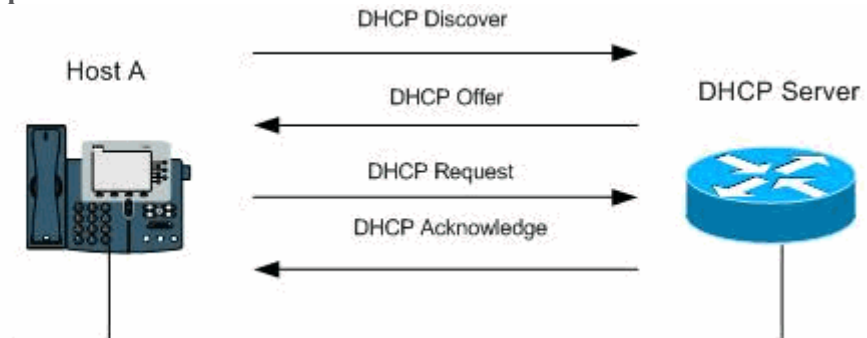 DHCP Discover
Host A
DHCP Offer
DHCP Server
DHCP Request
DHCP Acknowledge